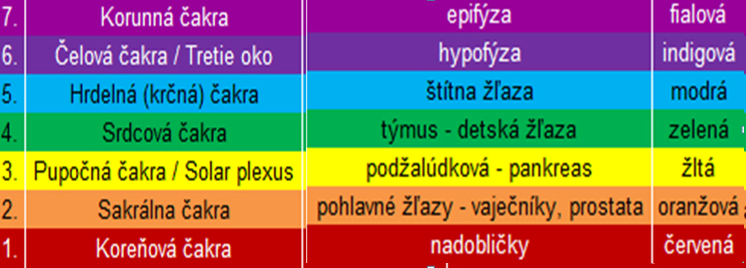 7. Korunná čakra epifýza fialová
6. Čelová čakra / Tretie oko hypofýza indigová
5. Hrdelná (krčná) čakra štítna žľaza modrá
4. Srdcová čakra týmus - detská žľaza zelená
3. Pupočná čakra / Solar plexus podžalúdková - pankreas žltá
2. Sakrálna čakra pohlavné žľazy - vaječníky, prostata oranžová
1. Koreňová čakra nadobličky červená